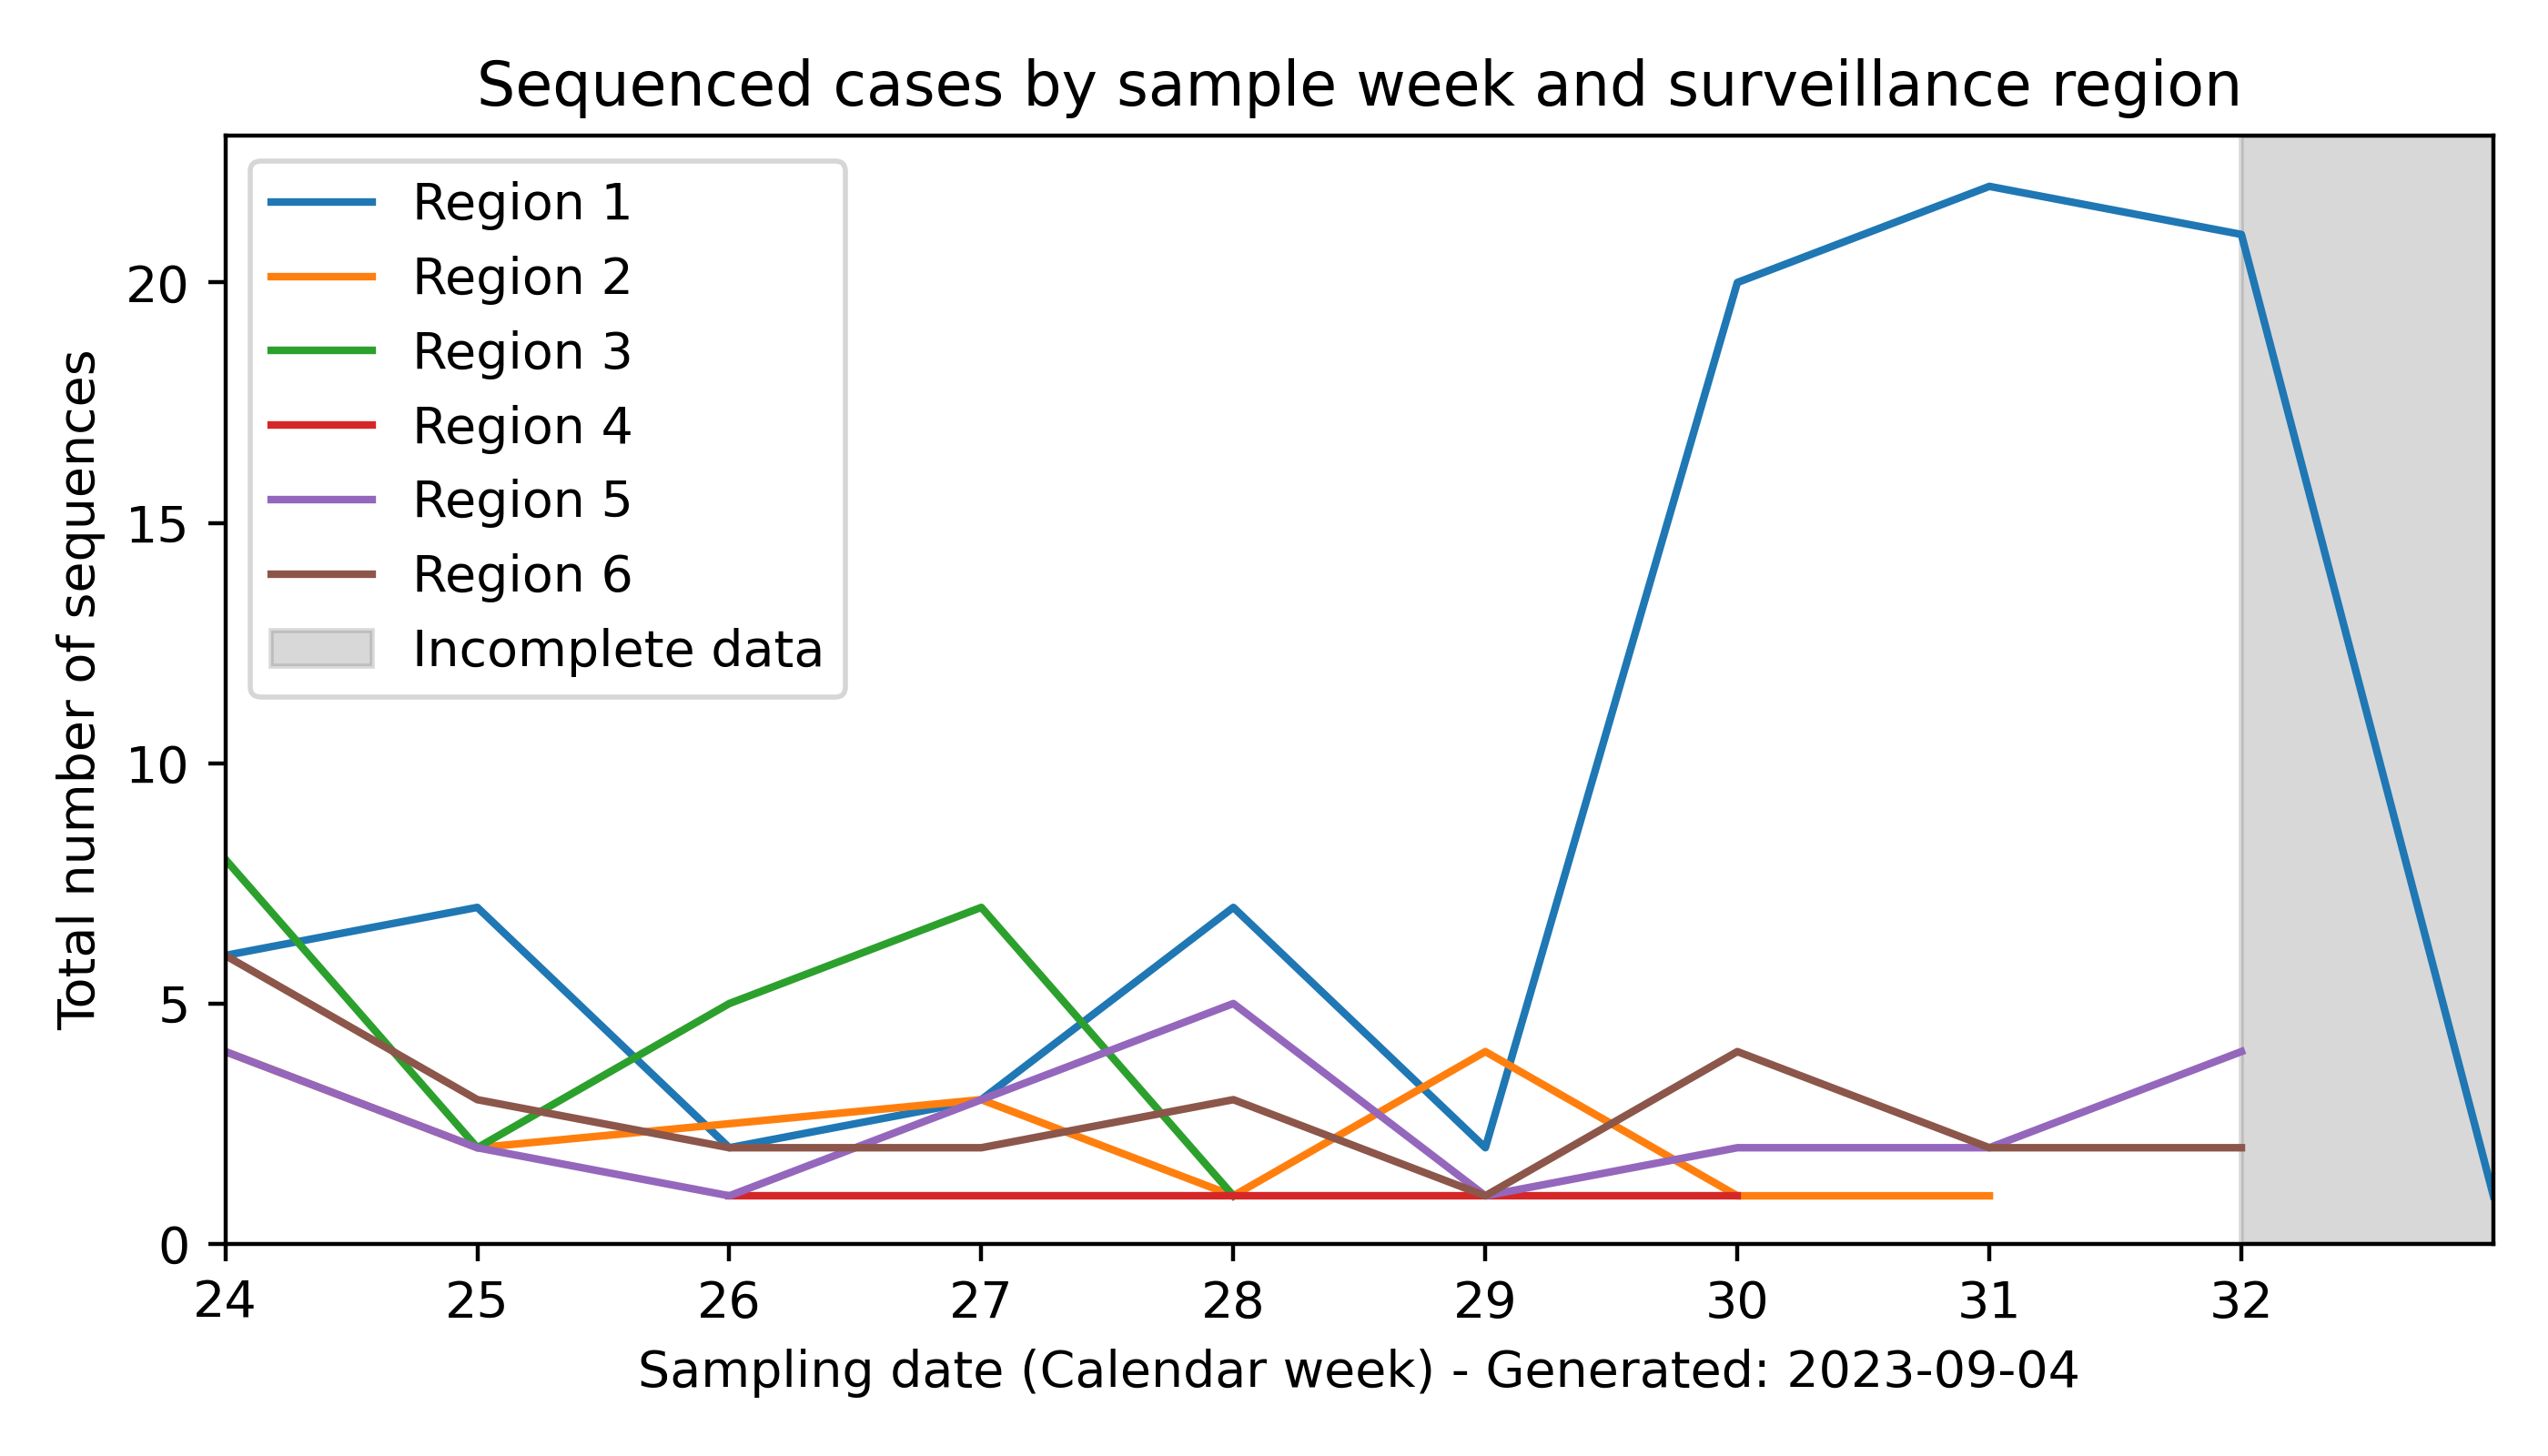 Sequenced cases by sample week and surveillance region
Region 1
Region 2
Region 3
Region 4
Region 5
Region 6
Incomplete data
Total number of sequences
20
15
10
5
0
24 25 26 27 28 29 30 31 32
Sampling date (Calendar week) - Generated: 2023-09-04